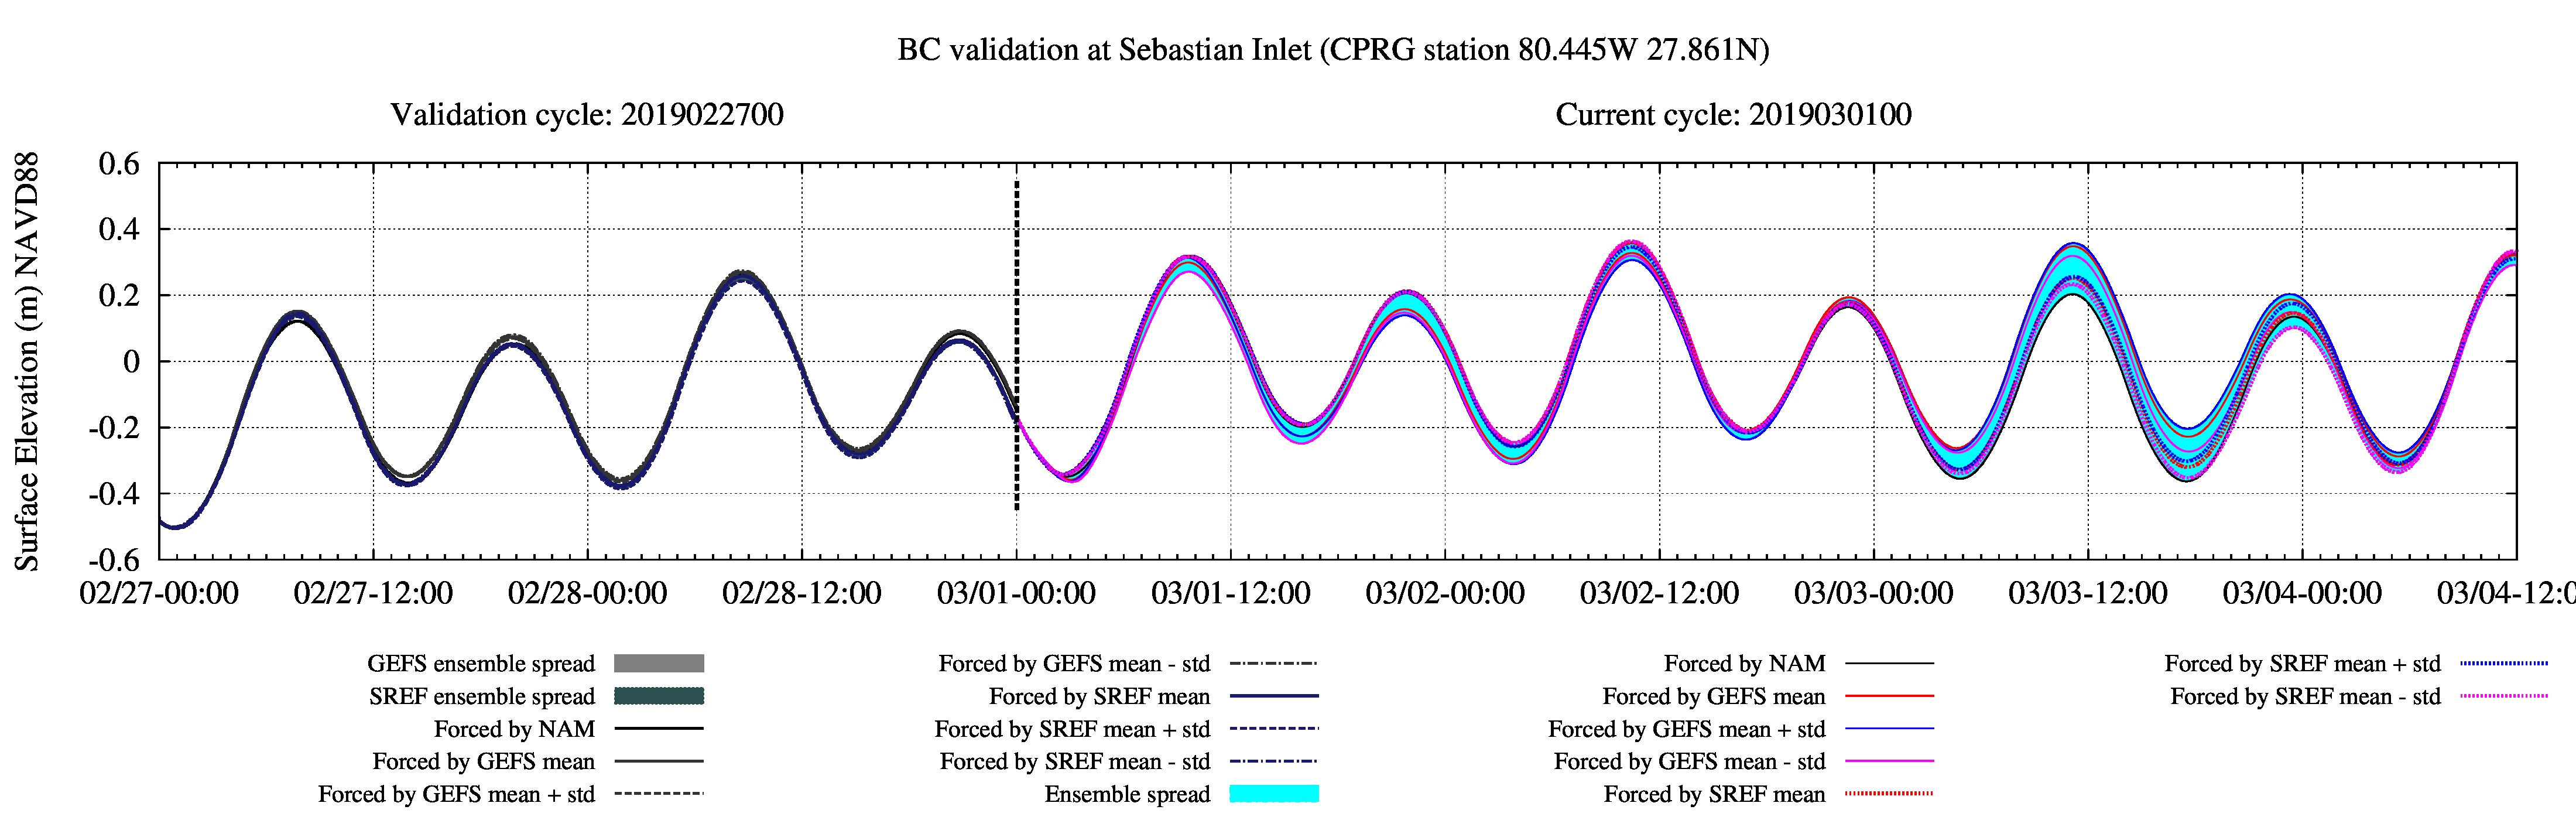 BC validation at Sebastian Inlet (CPRG station 80.445W 27.861N)
Validation cycle: 2019022700
Current cycle: 2019030100
Surface Elevation (m) NAVD88
0.6
0.4
0.2
0
-0.2
-0.4
-0.6
02/27-00:00 02/27-12:00 02/28-00:00 02/28-12:00 03/01-00:00 03/01-12:00 03/02-00:00 03/02-12:00 03/03-00:00 03/03-12:00 03/04-00:00 03/04-12:0
GEFS ensemble spread
SREF ensemble spread
Forced by NAM
Forced by GEFS mean
Forced by GEFS mean + std
Forced by GEFS mean - std
Forced by SREF mean
Forced by SREF mean + std
Forced by SREF mean - std
Ensemble spread
Forced by NAM
Forced by GEFS mean
Forced by GEFS mean + std
Forced by GEFS mean - std
Forced by SREF mean
Forced by SREF mean + std
Forced by SREF mean - std